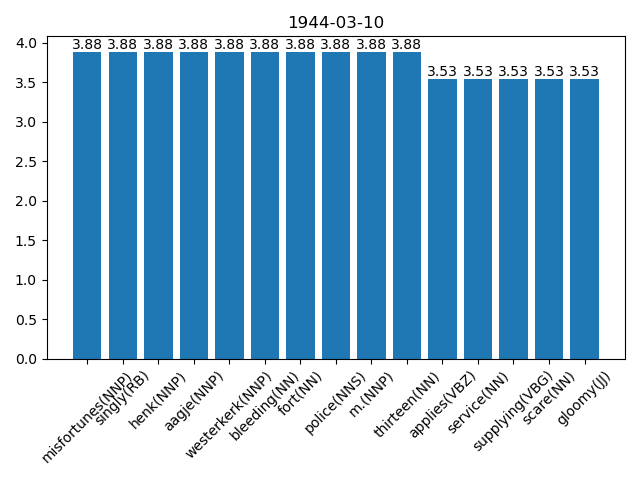 1944-03-10
3.88 3.88 3.88 3.88 3.88 3.88 3.88 3.88 3.88 3.88
3.53 3.53 3.53 3.53 3.53
4.0
3.5
3.0
2.5
2.0
1.5
1.0
0.5
0.0
misfortunes(NNP)
singly(RB)
henk(NNP)
aagje(NNP)
westerkerk(NNP)
bleeding(NN)
fort(NN)
police(NNS)
m.(NNP)
thirteen(NN)
applies(VBZ)
service(NN)
supplying(VBG)
scare(NN)
gloomy(JJ)